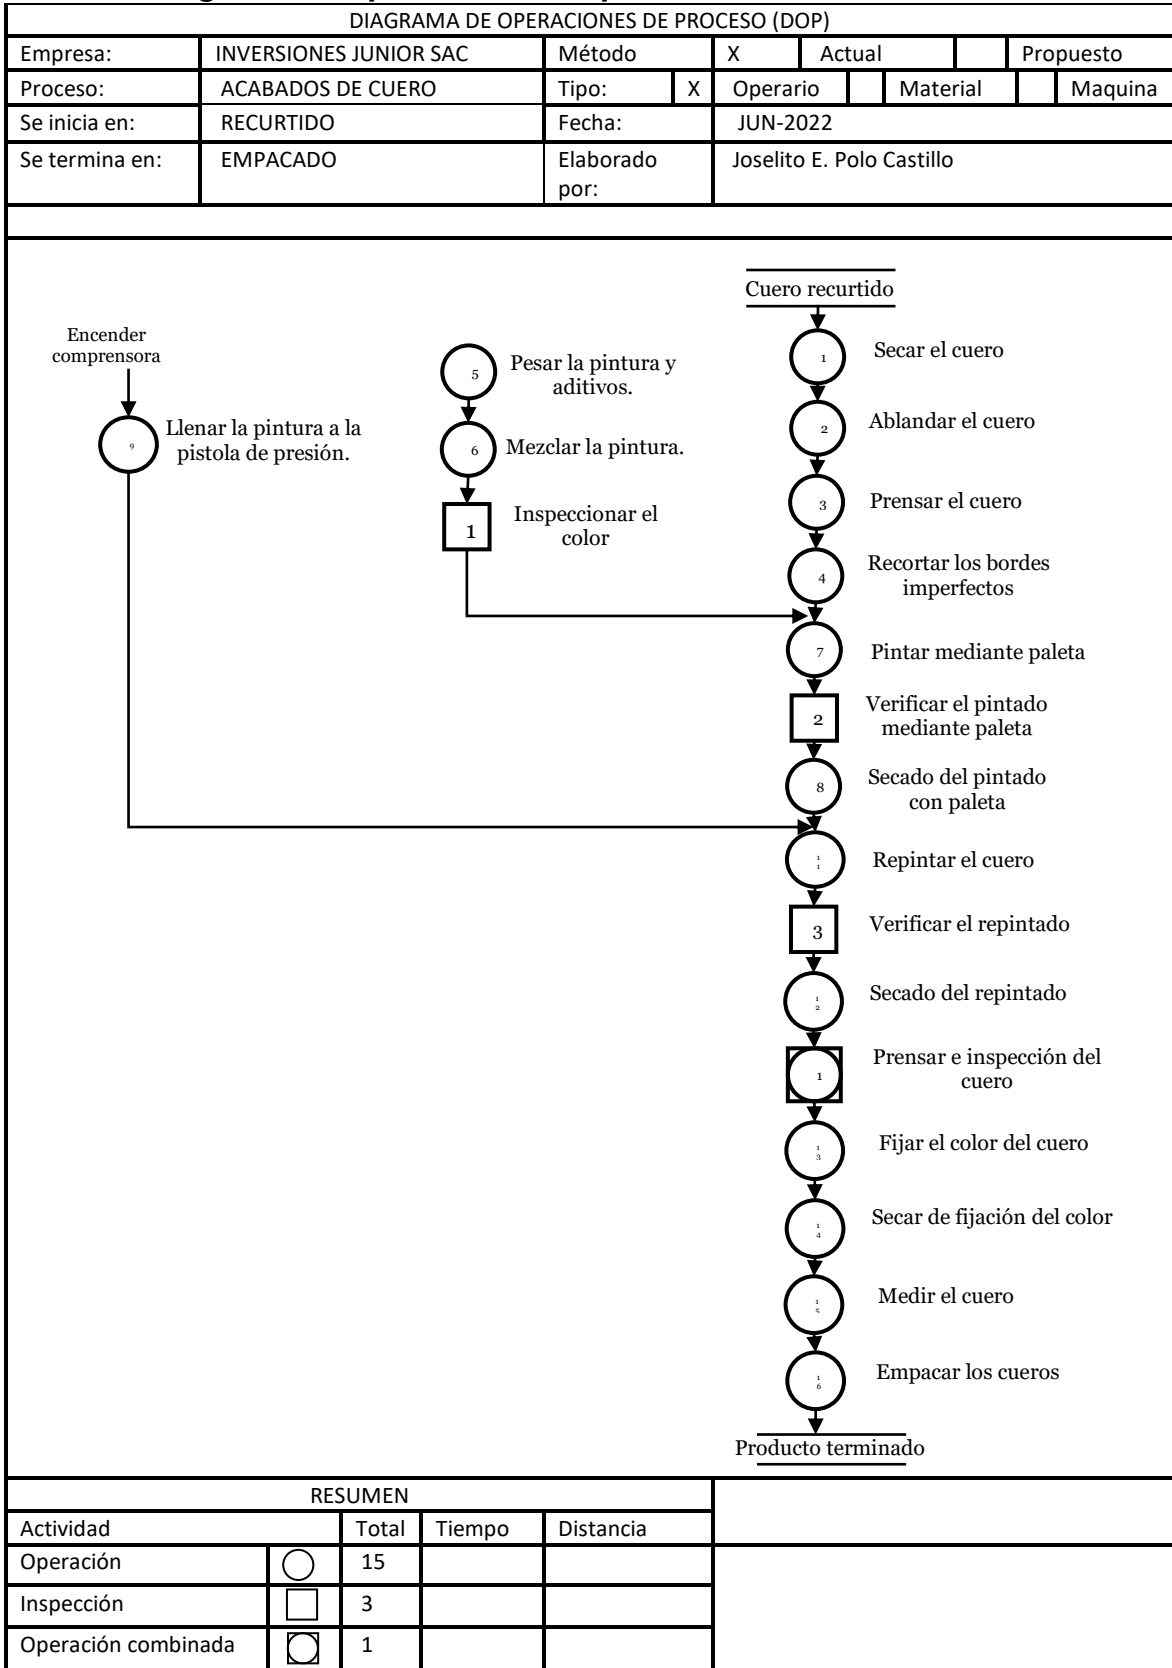 DIAGRAMA DE OPERACIONES DE PROCESO (DOP)
Empresa: INVERSIONES JUNIOR SAC Método X Actual Propuesto
Proceso: ACABADOS DE CUERO Tipo: X Operario Material Maquina
Se inicia en: RECURTIDO Fecha: JUN-2022
Se termina en: EMPACADO Elaborado por: Joselito E. Polo Castillo
Cuero recurtido
Encender
comprensora
9
Llenar la pintura a la
pistola de presión.
5
Pesar la pintura y
aditivos.
6
Mezclar la pintura.
1
Inspeccionar el
color
1
Secar el cuero
2
Ablandar el cuero
3
Prensar el cuero
4
Recortar los bordes
imperfectos
7
Pintar mediante paleta
2
Verificar el pintado
mediante paleta
8
Secado del pintado
con paleta
11
Repintar el cuero
3
Verificar el repintado
12
Secado del repintado
1
Prensar e inspección del
cuero
13
Fijar el color del cuero
14
Secar de fijación del color
15
Medir el cuero
16
Empacar los cueros
Producto terminado
RESUMEN
Actividad Total Tiempo Distancia
Operación 15
Inspección 3
Operación combinada 1